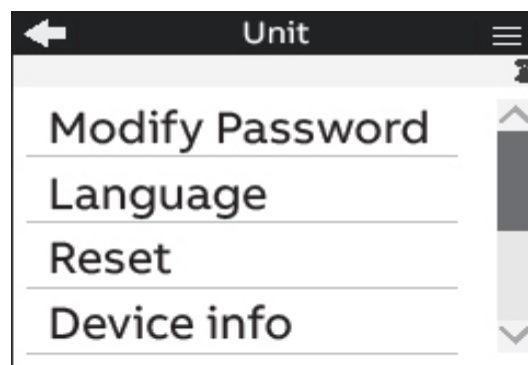 Unit
Modify Password
Language
Reset
Device info